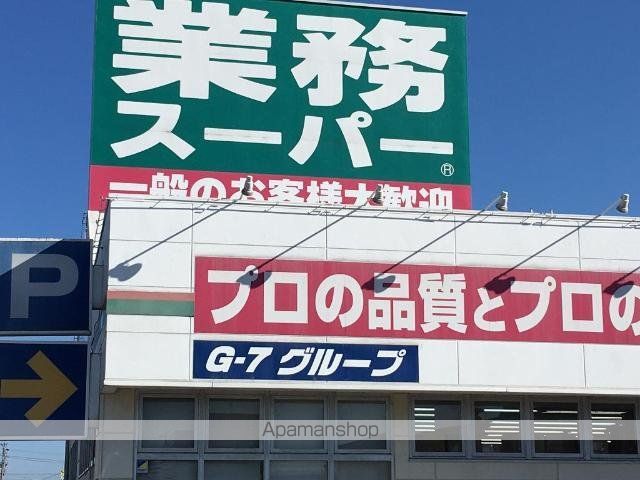 業務
スーパー
®
一般のお客様大歓迎
P
プロの品質とプロの
G-7 グループ
Apamanshop